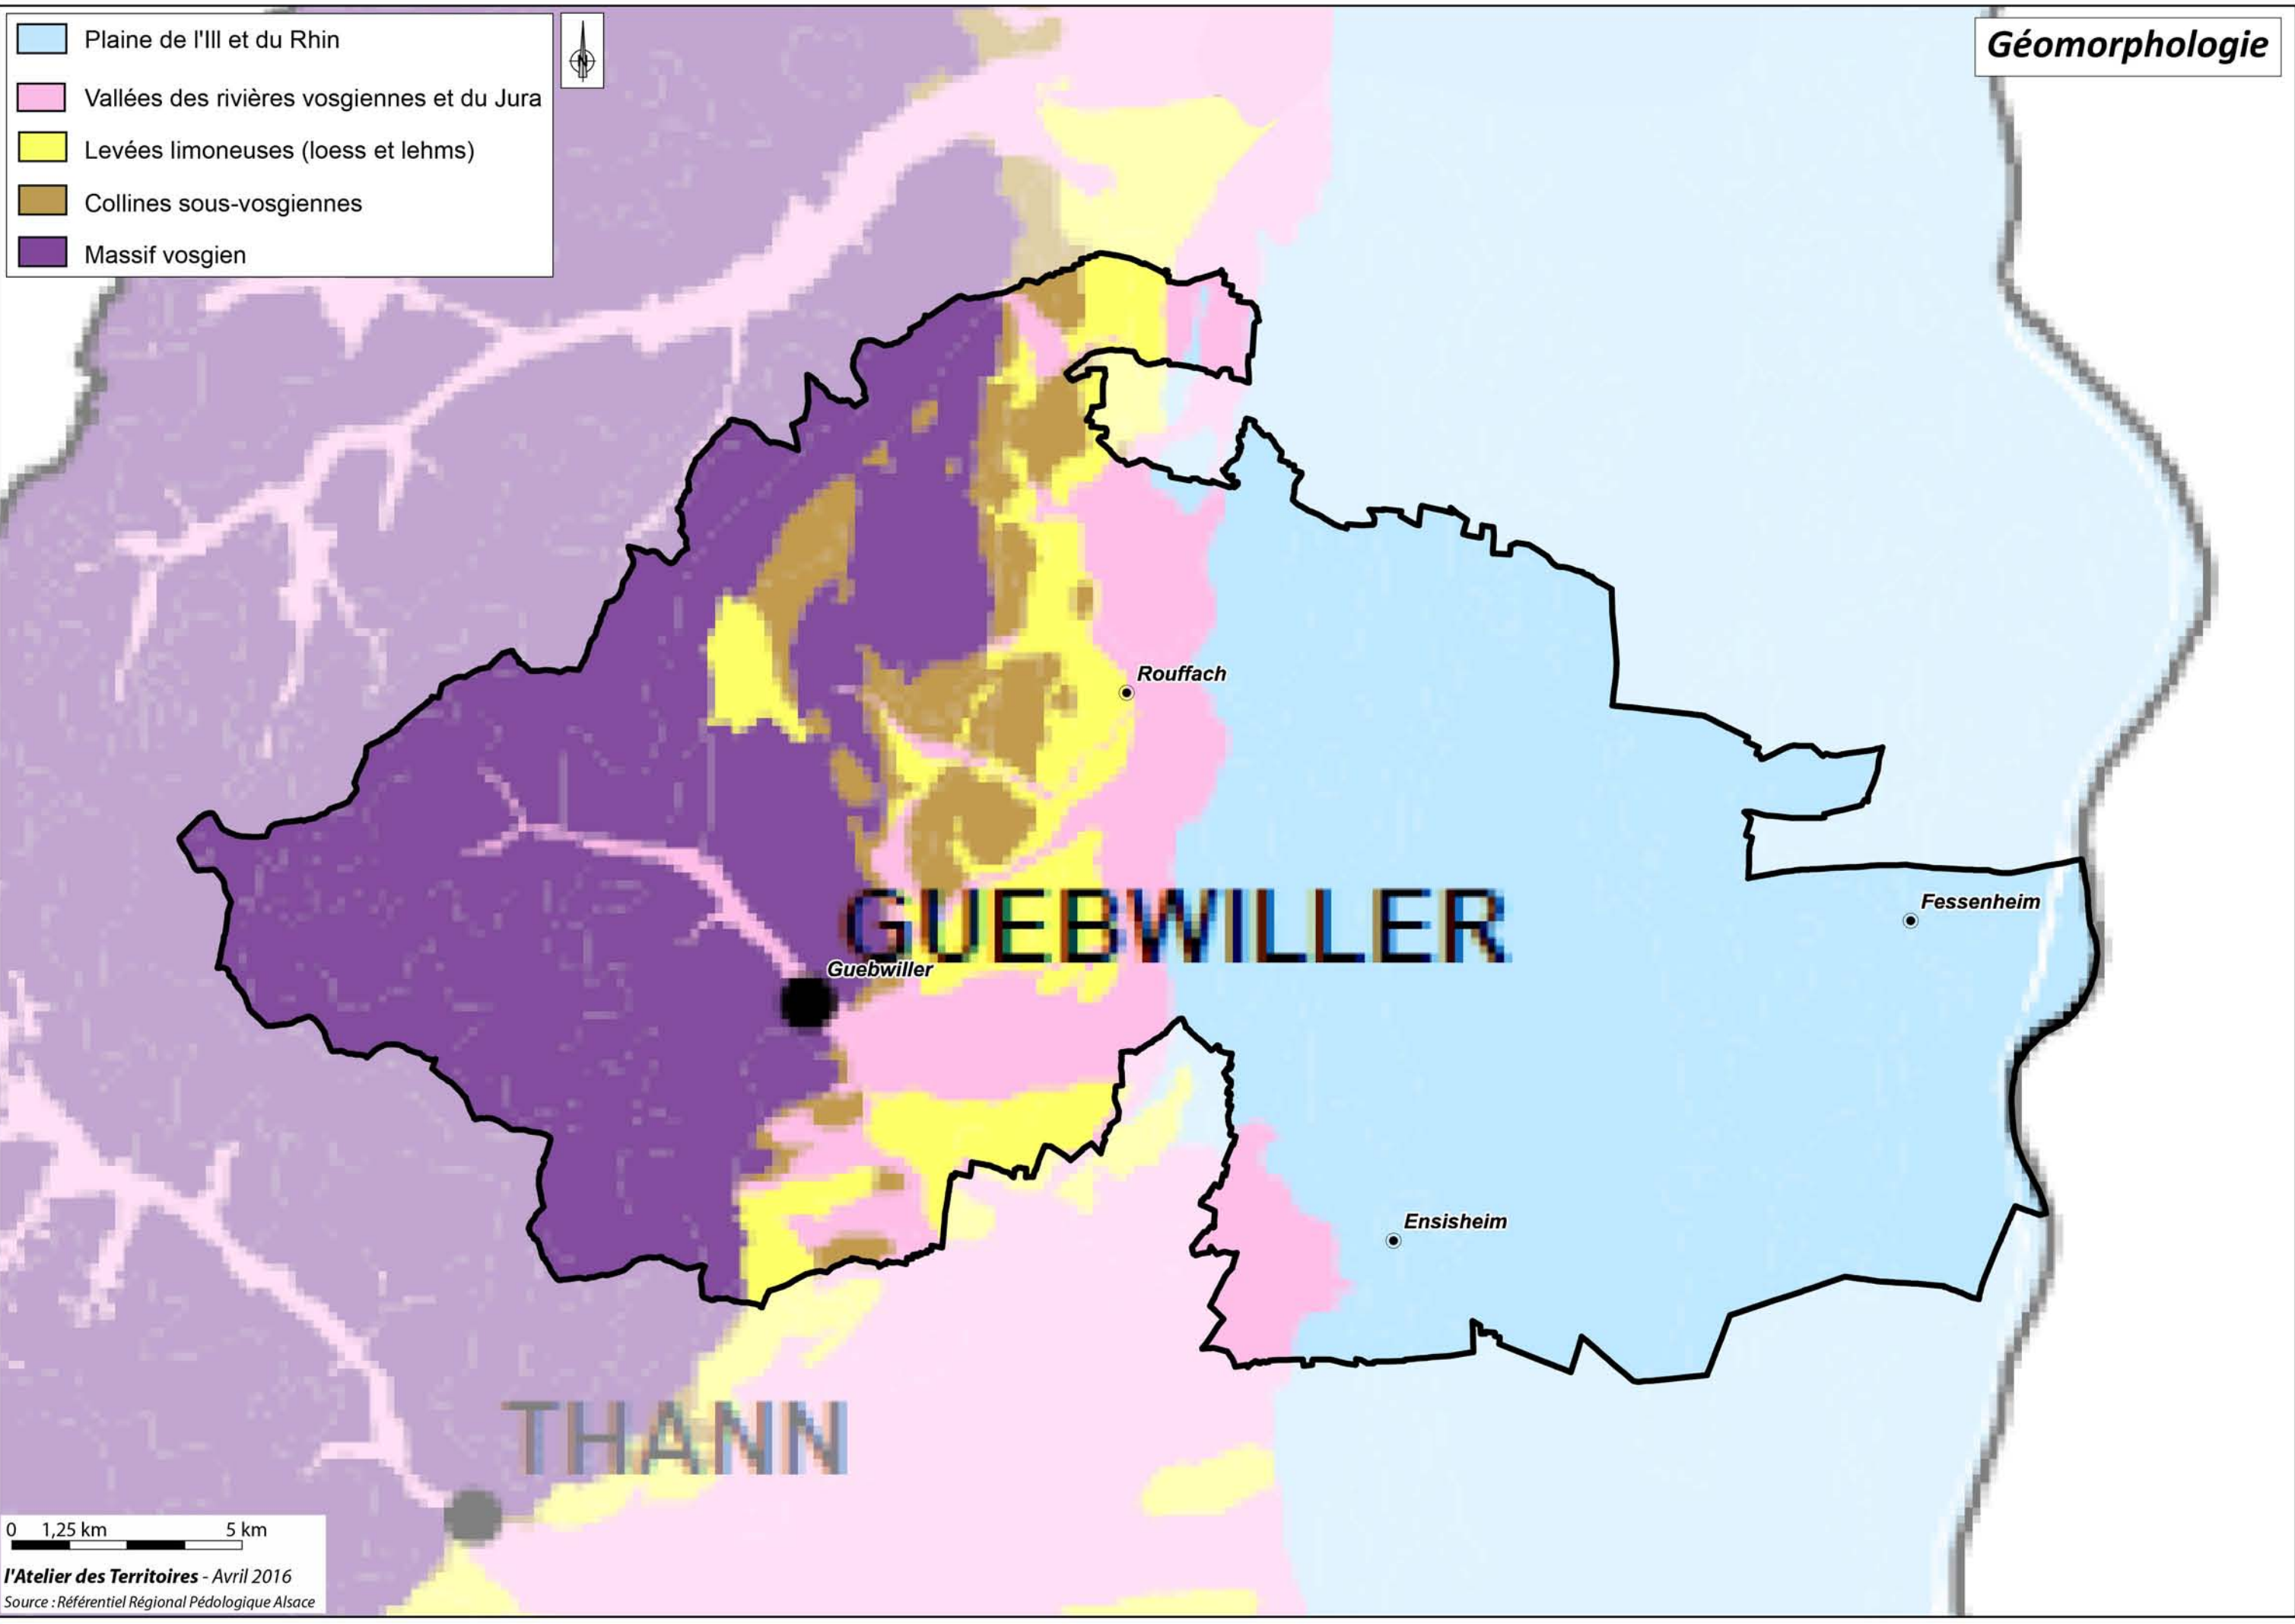 Plaine de l'Ill et du Rhin
Vallées des rivières vosgiennes et du Jura
Levées limoneuses (loess et lehms)
Collines sous-vosgiennes
Massif vosgien
N
Géomorphologie
Rouffach
Fessenheim
GUEBWILLER
Guebwiller
Ensisheim
THANN
0 1,25 km 5 km
l'Atelier des Territoires - Avril 2016
Source : Référentiel Régional Pédologique Alsace